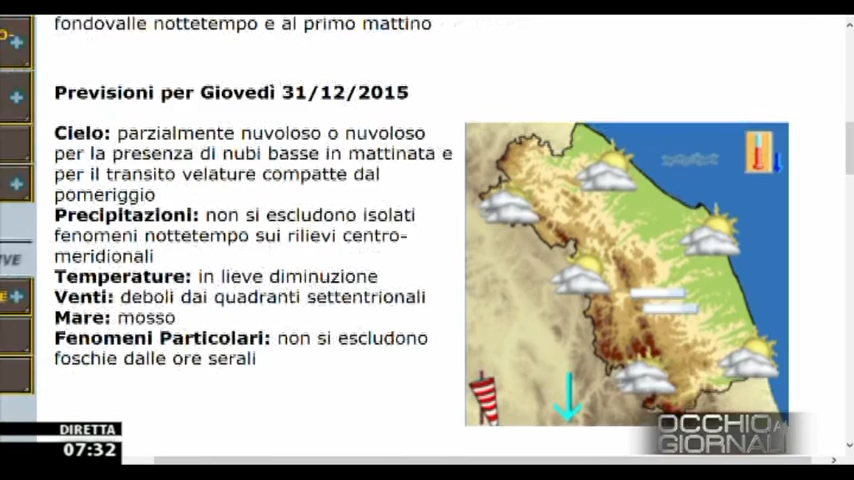 fondovalle nottetempo e al primo mattino
Previsioni per Giovedì 31/12/2015
Cielo: parzialmente nuvoloso o nuvoloso
per la presenza di nubi basse in mattinata e
per il transito velature compatte dal
pomeriggio
Precipitazioni: non si escludono isolati
fenomeni nottetempo sui rilievi centro-
meridionali
Temperature: in lieve diminuzione
Venti: deboli dai quadranti settentrionali
Mare: mosso
Fenomeni Particolari: non si escludono
foschie dalle ore serali
DIRETTA
07:32
OCCHIO AI
GIORNALI